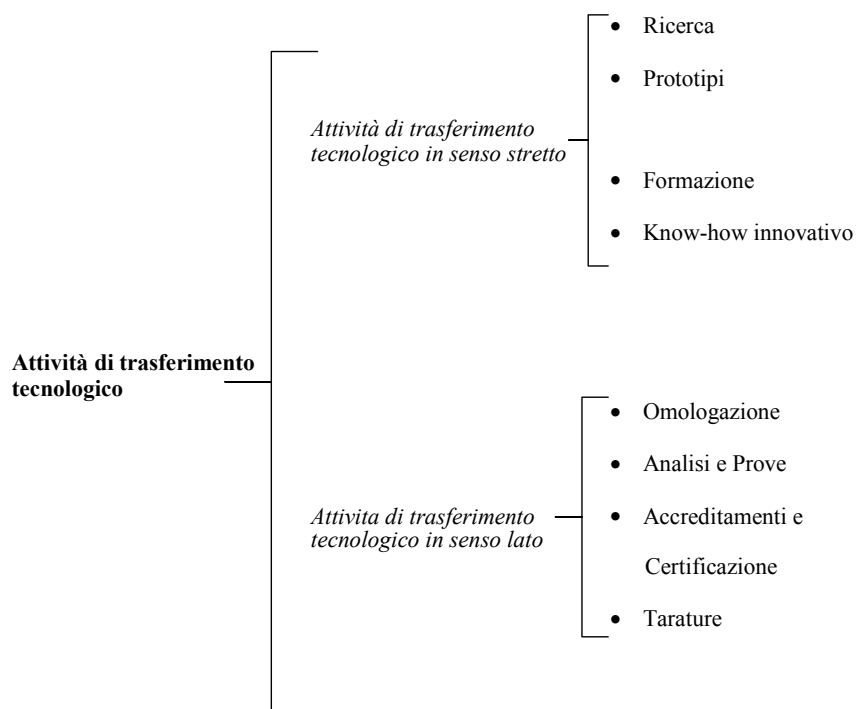 Attività di trasferimento
tecnologico
Attività di trasferimento
tecnologico in senso stretto
• Ricerca
• Prototipi
• Formazione
• Know-how innovativo
Attivita di trasferimento
tecnologico in senso lato
• Omologazione
• Analisi e Prove
• Accreditamenti e
Certificazione
• Tarature